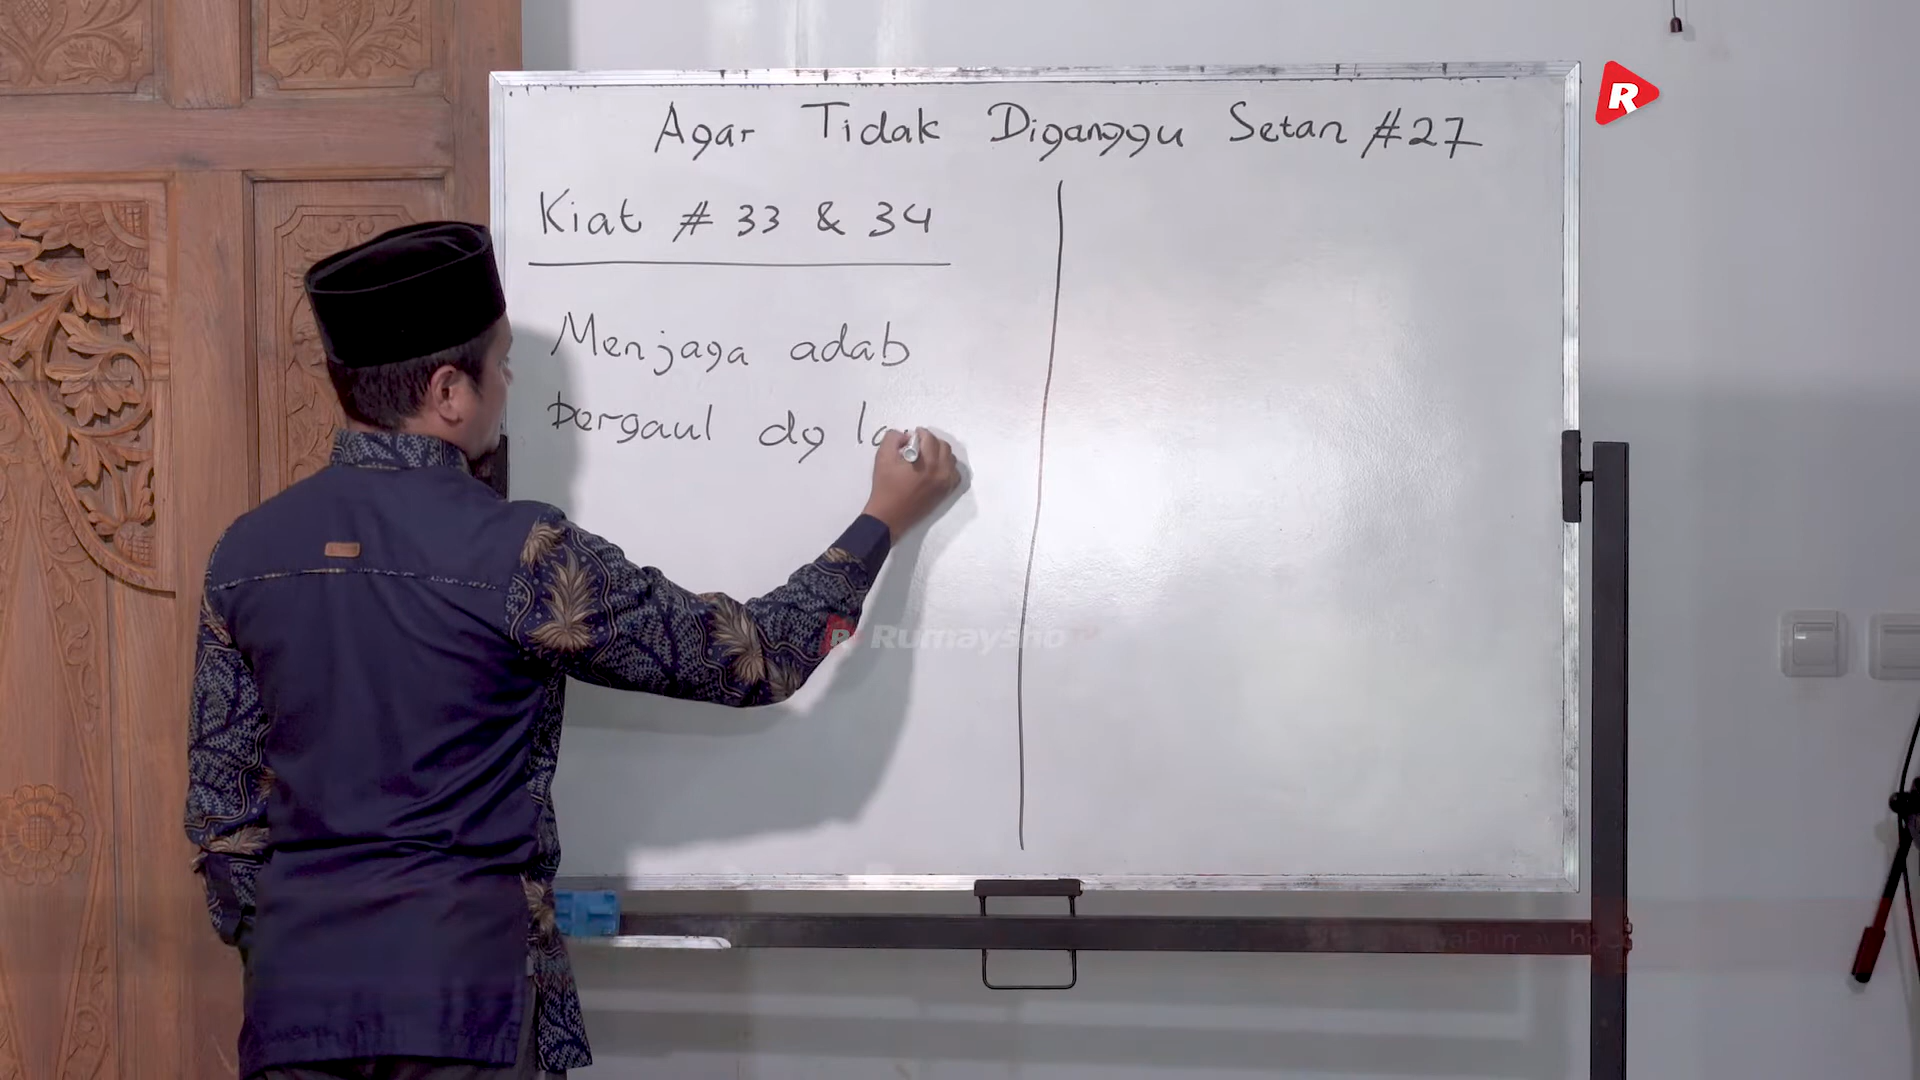 Agar Tidak Diganggu Setan #27
Kiat # 33 & 34
Menjaga adab
bergaul dg
R
R Rumaysho